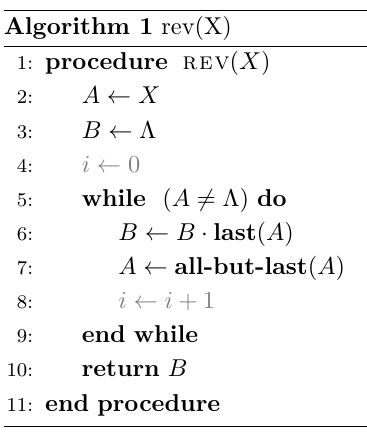 Algorithm 1 rev(X)
1: procedure REV(X)
2: A ← X
3: B ← Λ
4: i ← 0
5: while (A ≠ Λ) do
6: B ← B · last(A)
7: A ← all-but-last(A)
8: i ← i + 1
9: end while
10: return B
11: end procedure